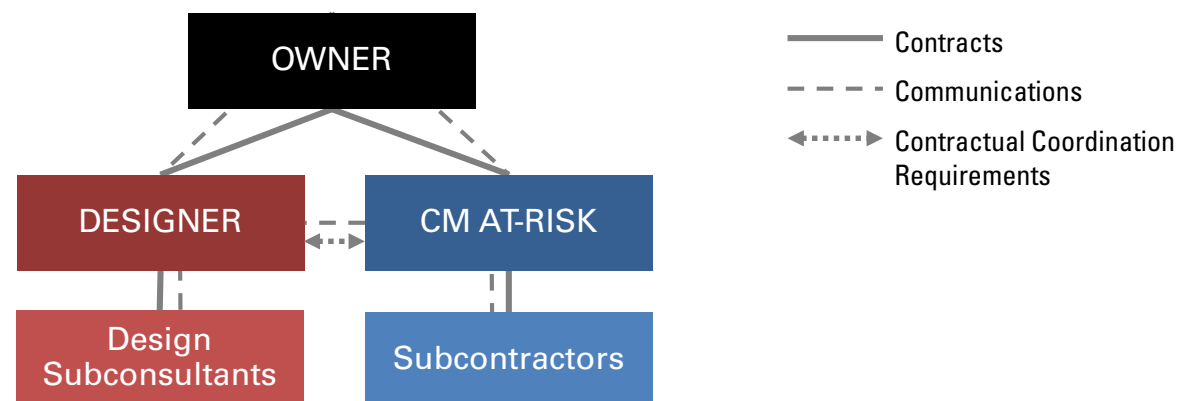 OWNER
Contracts
Communications
Contractual Coordination
Requirements
DESIGNER
CM AT-RISK
Design
Subconsultants
Subcontractors